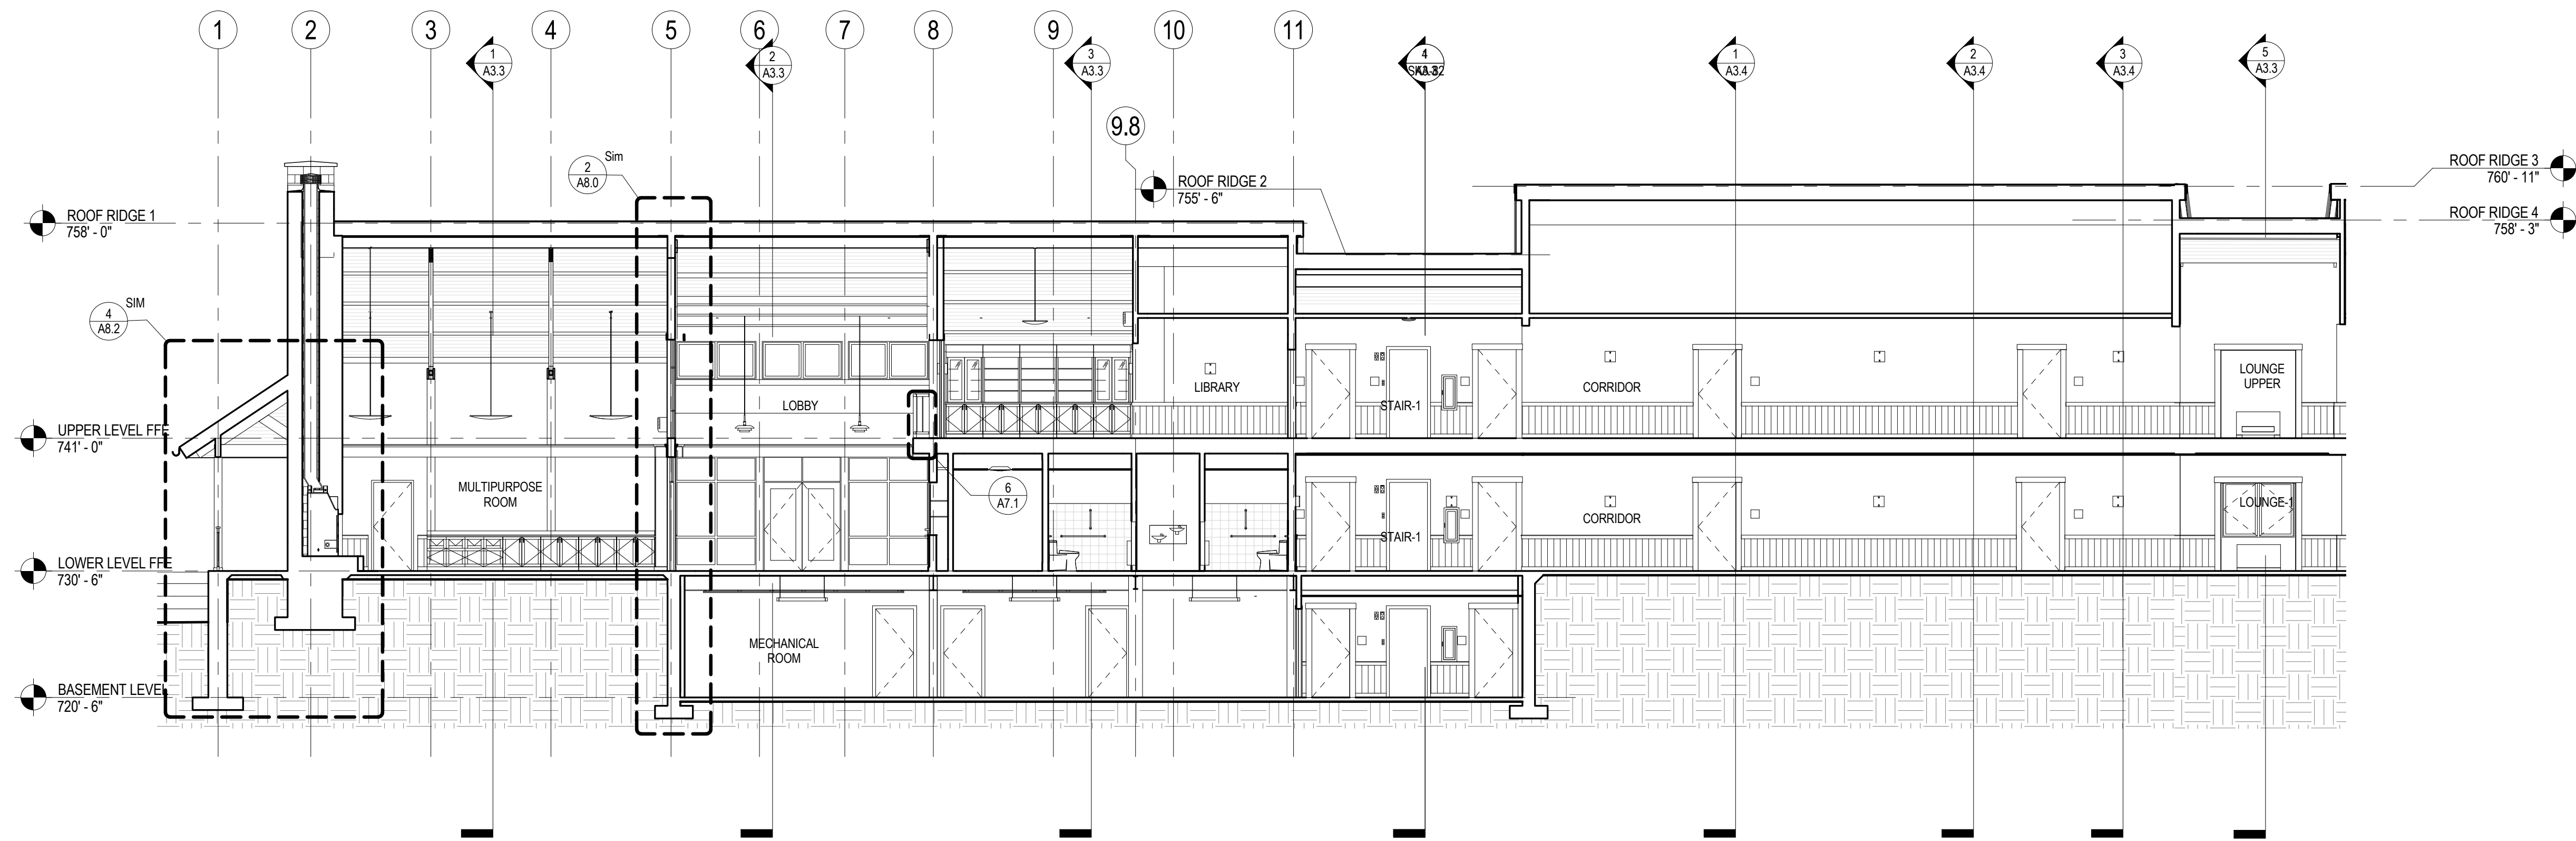 1
2
3
4
5
6
7
8
9
10
11
1
A3.3
2
A3.3
3
A3.3
4
1
A3.4
2
A3.4
3
A3.4
5
A3.3
9.8
Sim
2
A8.0
ROOF RIDGE 1
758' - 0"
ROOF RIDGE 2
755' - 6"
ROOF RIDGE 3
760' - 11"
ROOF RIDGE 4
758' - 3"
SIM
4
A8.2
UPPER LEVEL FFE
741' - 0"
LOBBY
LIBRARY
STAIR-1
CORRIDOR
LOUNGE
UPPER
MULTIPURPOSE
ROOM
6
A7.1
STAIR-1
CORRIDOR
LOUNGE-1
LOWER LEVEL FFE
730' - 6"
MECHANICAL
ROOM
BASEMENT LEVEL
720' - 6"